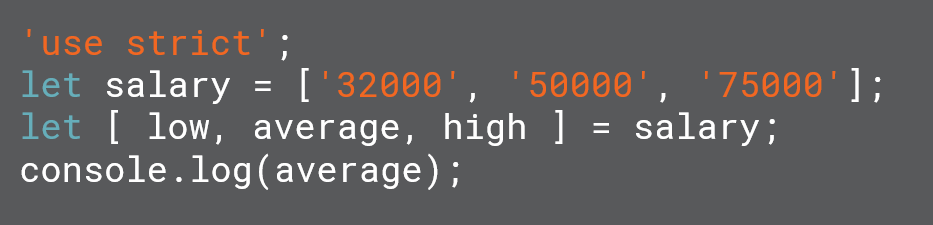 'use strict';
let salary = ['32000', '50000', '75000'];
let [ low, average, high ] = salary;
console.log(average);